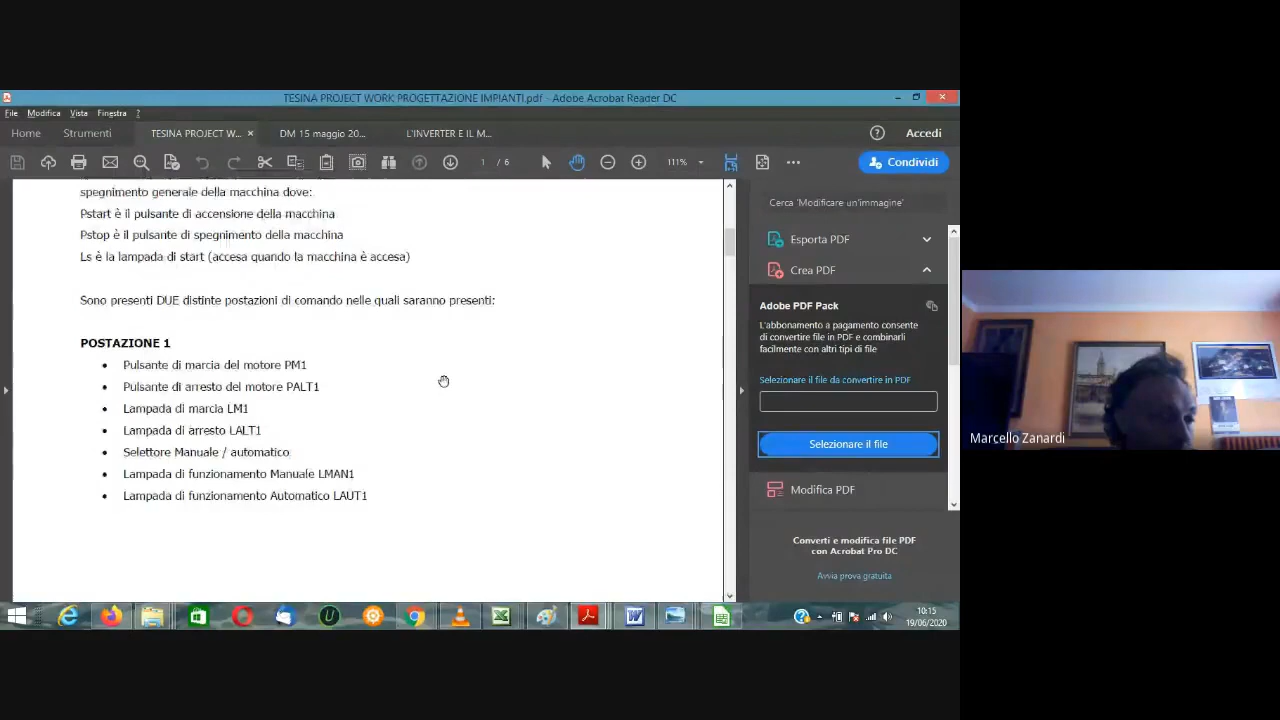 TESINA PROJECT WORK PROGETTAZIONE IMPIANTI.pdf - Adobe Acrobat Reader DC
File Modifica Vista Finestra ?
Home Strumenti TESINA PROJECT W... × DM 15 maggio 20... L'INVERTER E IL M... ? Accedi
1 / 6 111% Condividi
spegnimento generale della macchina dove:
Pstart è il pulsante di accensione della macchina
Pstop è il pulsante di spegnimento della macchina
Ls è la lampada di start (accesa quando la macchina è accesa)
Sono presenti DUE distinte postazioni di comando nelle quali saranno presenti:
POSTAZIONE 1
• Pulsante di marcia del motore PM1
• Pulsante di arresto del motore PALT1
• Lampada di marcia LM1
• Lampada di arresto LALT1
• Selettore Manuale / automatico
• Lampada di funzionamento Manuale LMAN1
• Lampada di funzionamento Automatico LAUT1
Cerca 'Modificare un'immagine'
Esporta PDF
Crea PDF
Adobe PDF Pack
L'abbonamento a pagamento consente
di convertire file in PDF e combinarli
facilmente con altri tipi di file
Selezionare il file da convertire in PDF
Selezionare il file
Modifica PDF
Converti e modifica file PDF
con Acrobat Pro DC
Avvia prova gratuita
Marcello Zanardi
10:15
19/06/2020